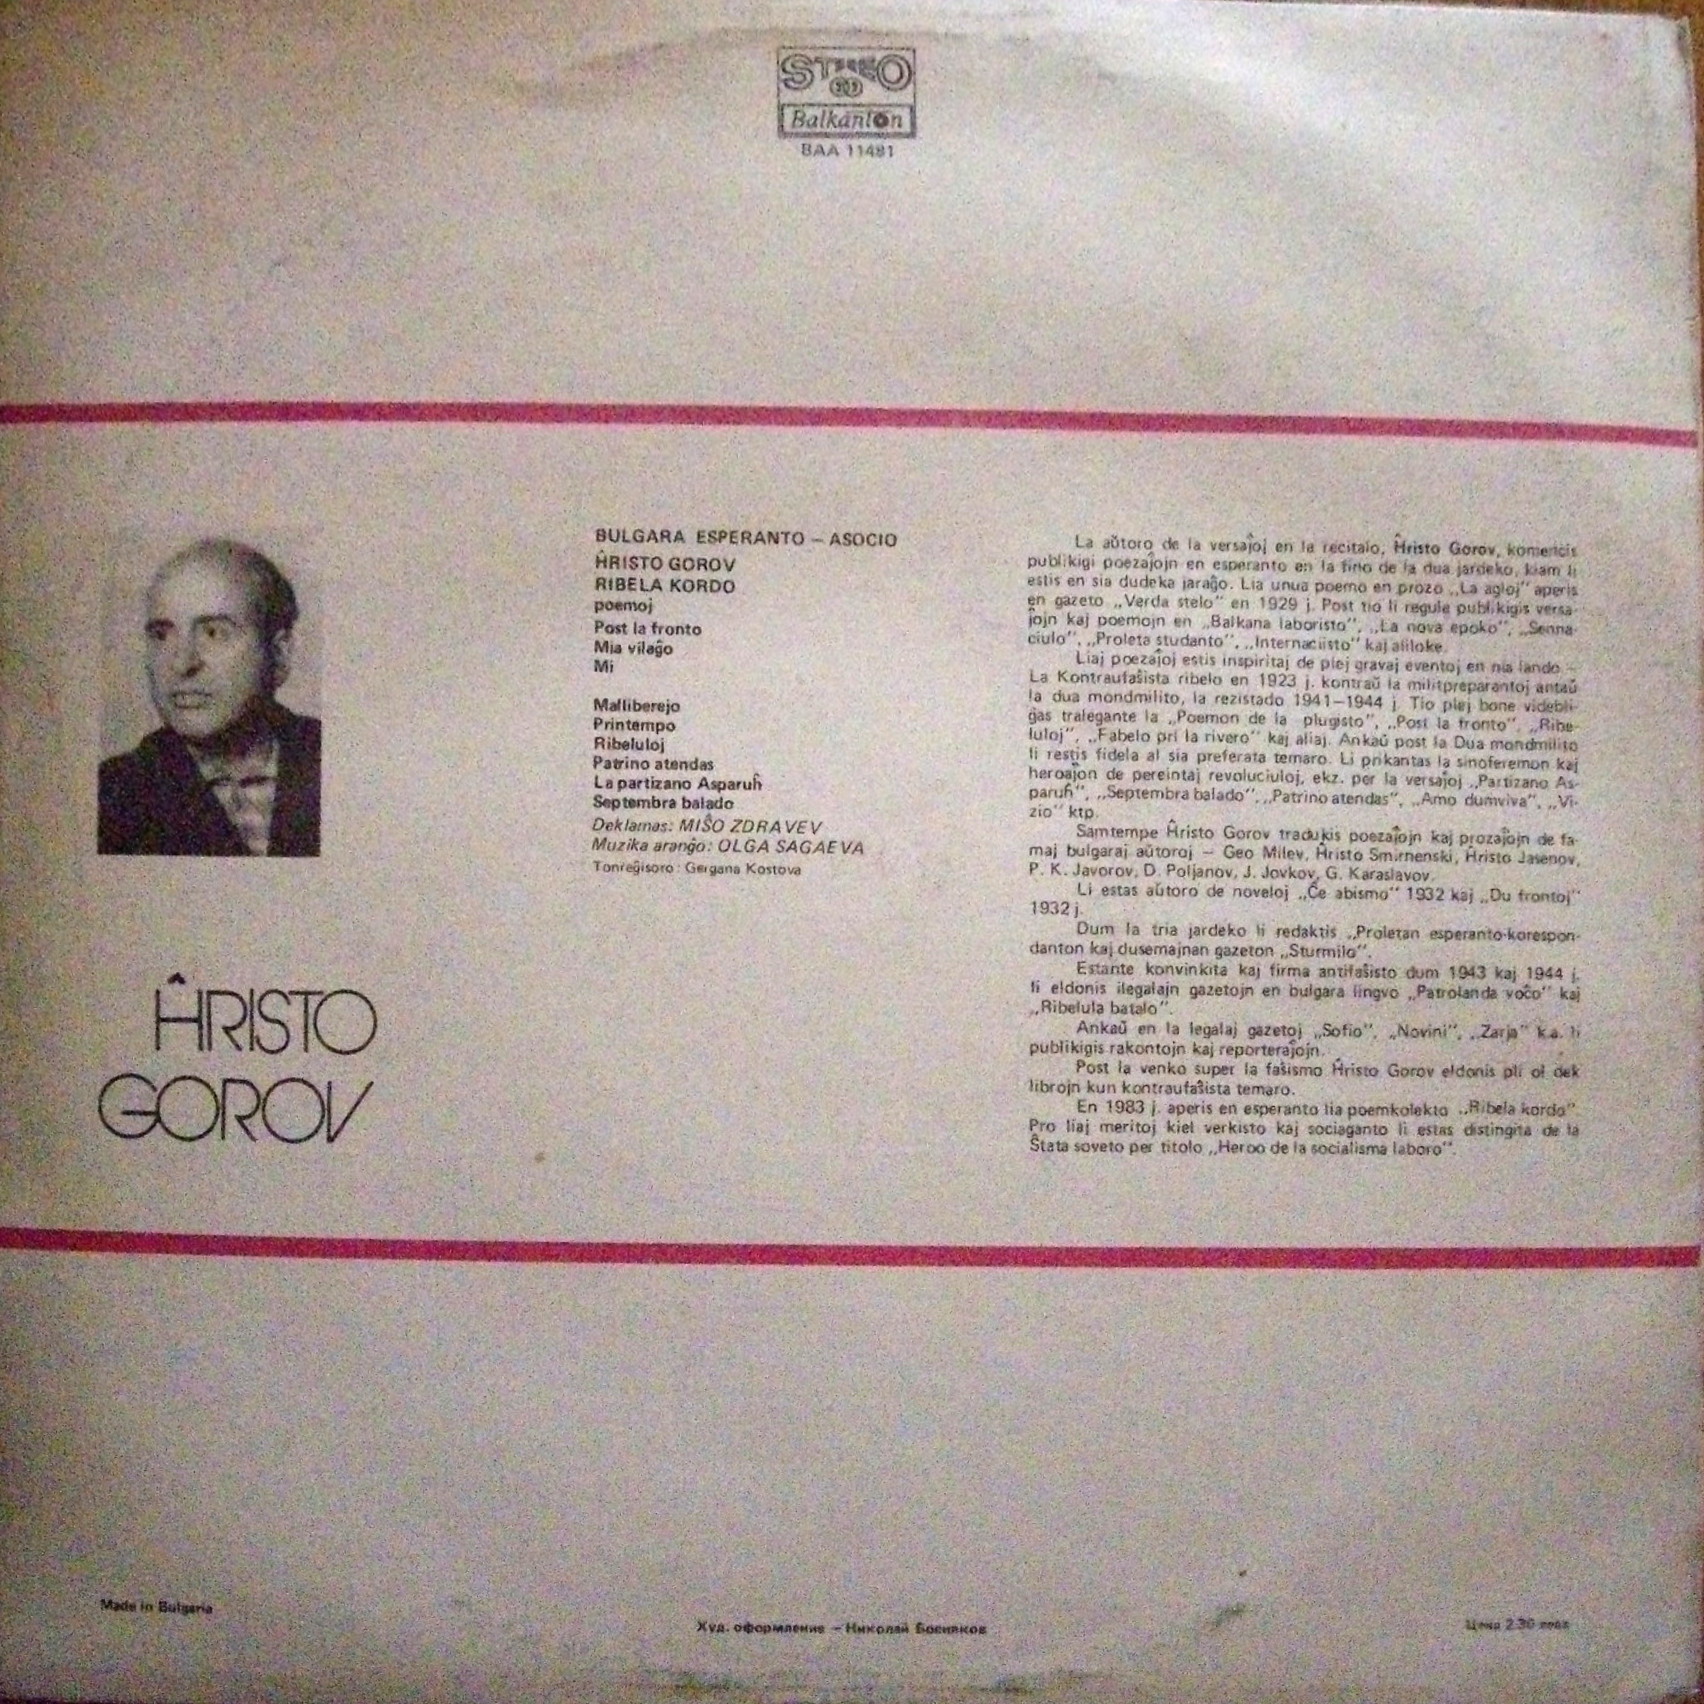 STEREO
Balkanton
BAA 11481
BULGARA ESPERANTO – ASOCIO
ĤRISTO GOROV
RIBELA KORDO
poemoj
Post la fronto
Mia vilaĝo
Mi
Malliberejo
Printempo
Ribeluloj
Patrino atendas
La partizano Asparuĥ
Septembra balado
Deklamas: MIŜO ZDRAVEV
Muzika aranĝo: OLGA SAGAEVA
Tonreĝisoro: Gergana Kostova
ĤRISTO
GOROV
La aŭtoro de la versaĵoj en la recitalo, Ĥristo Gorov, komencis
publikigi poezaĵojn en esperanto en la fino de la dua jardeko, kiam li
estis en sia dudeka jaraĝo. Lia unua poemo en prozo „La agloj" aperis
en gazeto „Verda stelo" en 1929 j. Post tio li regule publikigis versa-
ĵojn kaj poemojn en „Balkana laboristo", „La nova epoko", „Senna-
ciulo", „Proleta studanto", „Internaciisto" kaj aliloke.
Liaj poezaĵoj estis inspiritaj de plej gravaj eventoj en nia lando –
La Kontraufaŝista ribelo en 1923 j. kontraŭ la militpreparantoj antaŭ
la dua mondmilito, la rezistado 1941–1944 j. Tio plej bone videbli-
ĝas tralegante la „Poemon de la plugisto", „Post la fronto", „Ribe-
luloj", „Fabelo pri la rivero" kaj aliaj. Ankaŭ post la Dua mondmilito
li restis fidela al sia preferata temaro. Li prikantas la sinoferemon kaj
heroaĵon de pereintaj revoluciuloj, ekz. per la versaĵoj „Partizano As-
paruĥ", „Septembra balado", „Patrino atendas", „Amo dumviva", „Vi-
zio" ktp.
Samtempe Ĥristo Gorov tradukis poezaĵojn kaj prozaĵojn de fa-
maj bulgaraj aŭtoroj – Geo Milev, Ĥristo Smirnenski, Ĥristo Jasenov,
P. K. Javorov, D. Poljanov, J. Jovkov, G. Karaslavov.
Li estas aŭtoro de noveloj „Ĉe abismo" 1932 kaj „Du frontoj"
1932 j.
Dum la tria jardeko li redaktis „Proletan esperanto-korespon-
danton kaj dusemajnan gazeton „Sturmilo".
Estante konvinkita kaj firma antifaŝisto dum 1943 kaj 1944 j.
li eldonis ilegalajn gazetojn en bulgara lingvo „Patrolanda voĉo" kaj
„Ribelula batalo".
Ankaŭ en la legalaj gazetoj „Sofio", „Novini", „Zarja" k.a. li
publikigis rakontojn kaj reporteraĵojn.
Post la venko super la faŝismo Ĥristo Gorov eldonis pli ol dek
librojn kun kontraufaŝista temaro.
En 1983 j. aperis en esperanto lia poemkolekto „Ribela kordo".
Pro liaj meritoj kiel verkisto kaj sociaganto li estas distingita de la
Ŝtata soveto per titolo „Heroo de la socialisma laboro".
Made in Bulgaria
Худ. оформление – Николай Босняков
Цена 2.30 лева